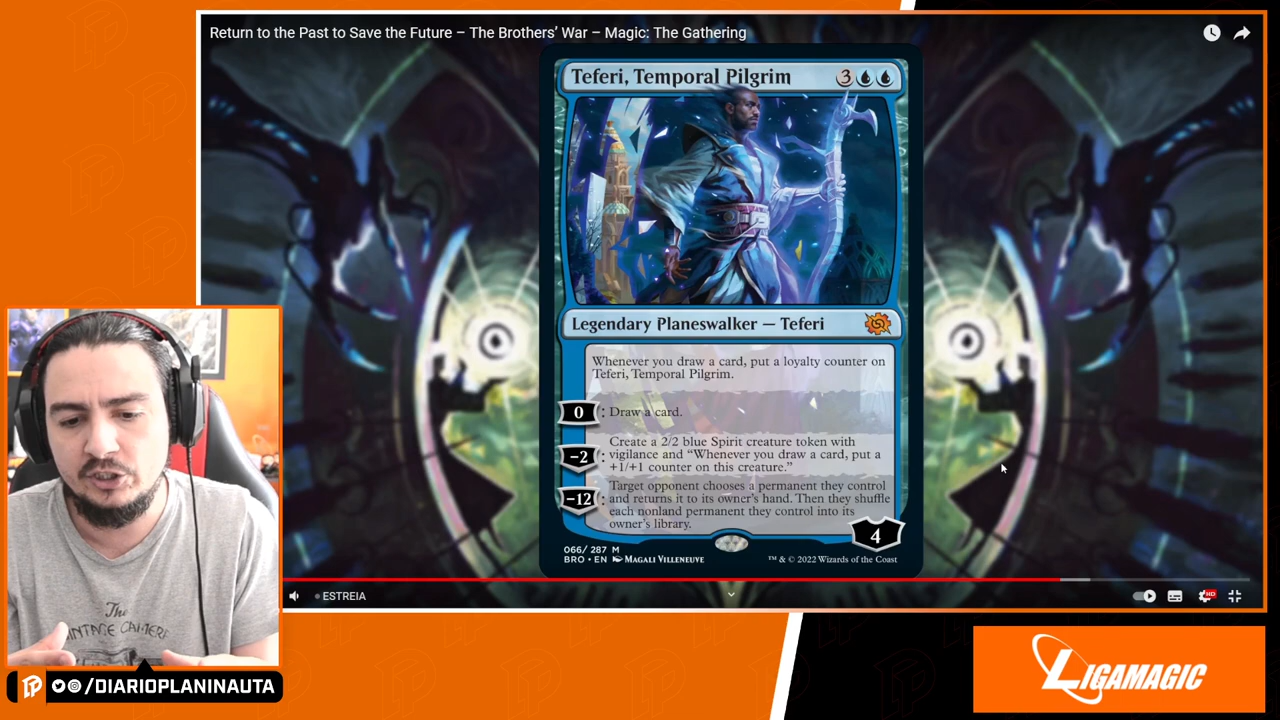 Return to the Past to Save the Future – The Brothers' War – Magic: The Gathering
Teferi, Temporal Pilgrim 3
Legendary Planeswalker — Teferi
Whenever you draw a card, put a loyalty counter on
Teferi, Temporal Pilgrim.
0 : Draw a card.
Create a 2/2 blue Spirit creature token with
−2 : vigilance and “Whenever you draw a card, put a
+1/+1 counter on this creature.”
Target opponent chooses a permanent they control
−12 : and returns it to its owner's hand. Then they shuffle
each nonland permanent they control into its
owner's library.
4
066/ 287 M
BRO • EN MAGALI VILLENEUVE
™ & © 2022 Wizards of the Coast
ESTREIA
HD
The
VINTAGE CAMERE
/DIARIOPLANINAUTA
LIGAMAGIC